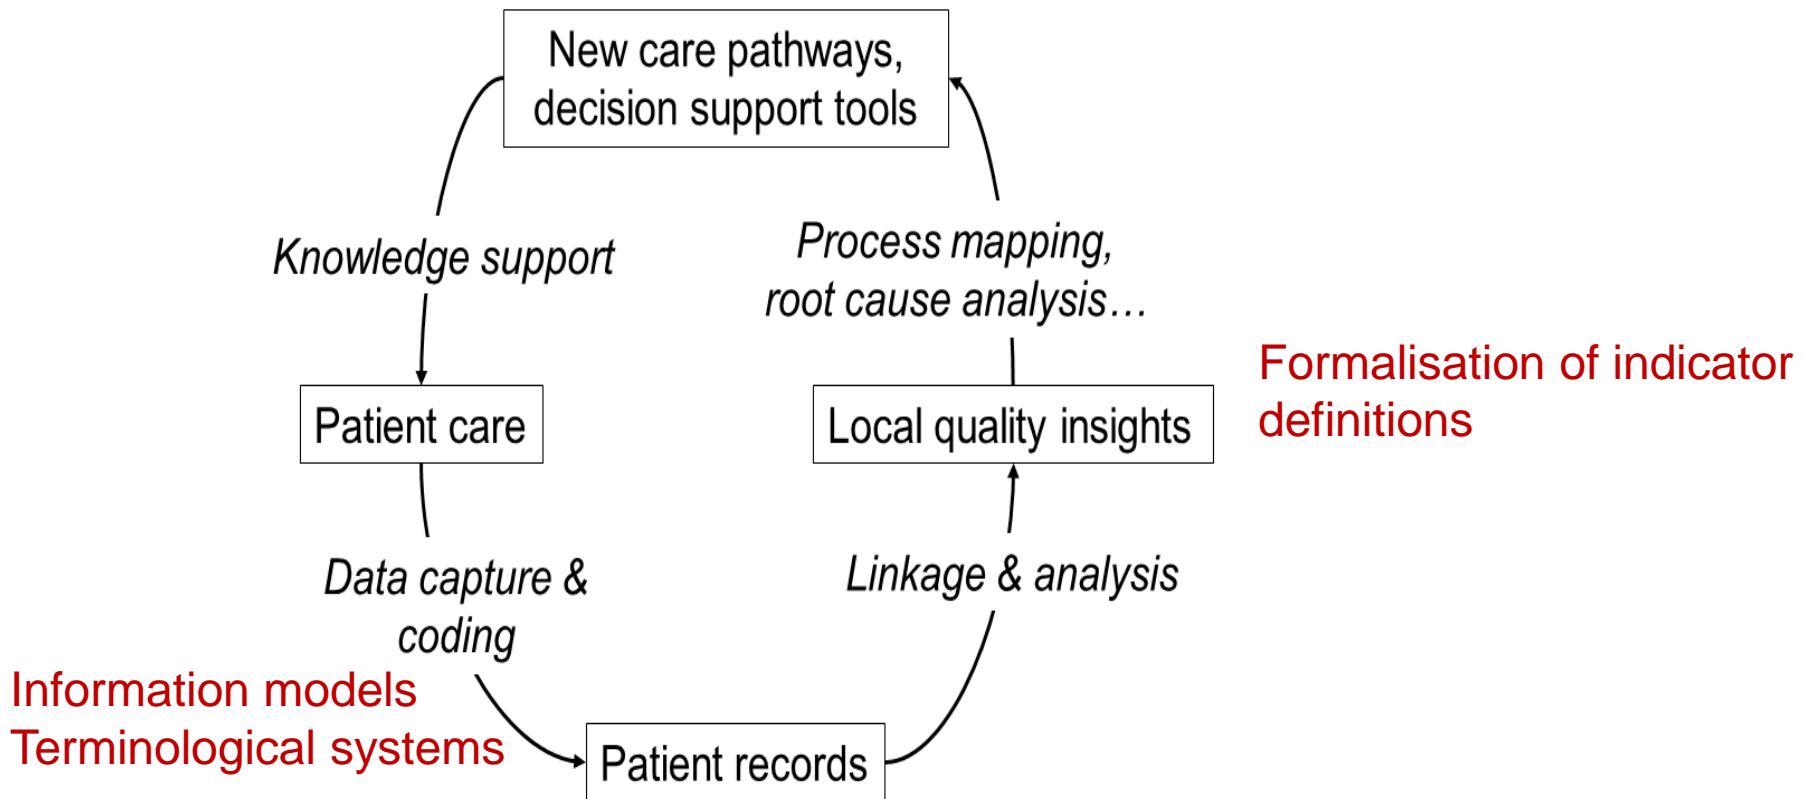 New care pathways,
decision support tools
Knowledge support
Process mapping,
root cause analysis…
Patient care
Local quality insights
Formalisation of indicator
definitions
Data capture &
coding
Linkage & analysis
Information models
Terminological systems
Patient records